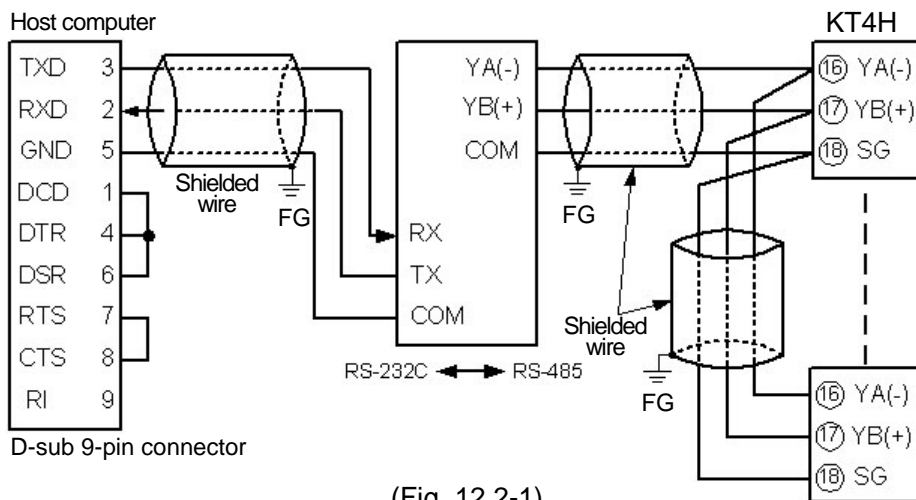 Host computer
TXD 3
RXD 2
GND 5
DCD 1
DTR 4
DSR 6
RTS 7
CTS 8
RI 9
D-sub 9-pin connector
Shielded
wire
FG
YA(-)
YB(+)
COM
RX
TX
COM
RS-232C RS-485
FG
Shielded
wire
FG
KT4H
16 YA(-)
17 YB(+)
18 SG
16 YA(-)
17 YB(+)
18 SG
(Fig. 12.2-1)